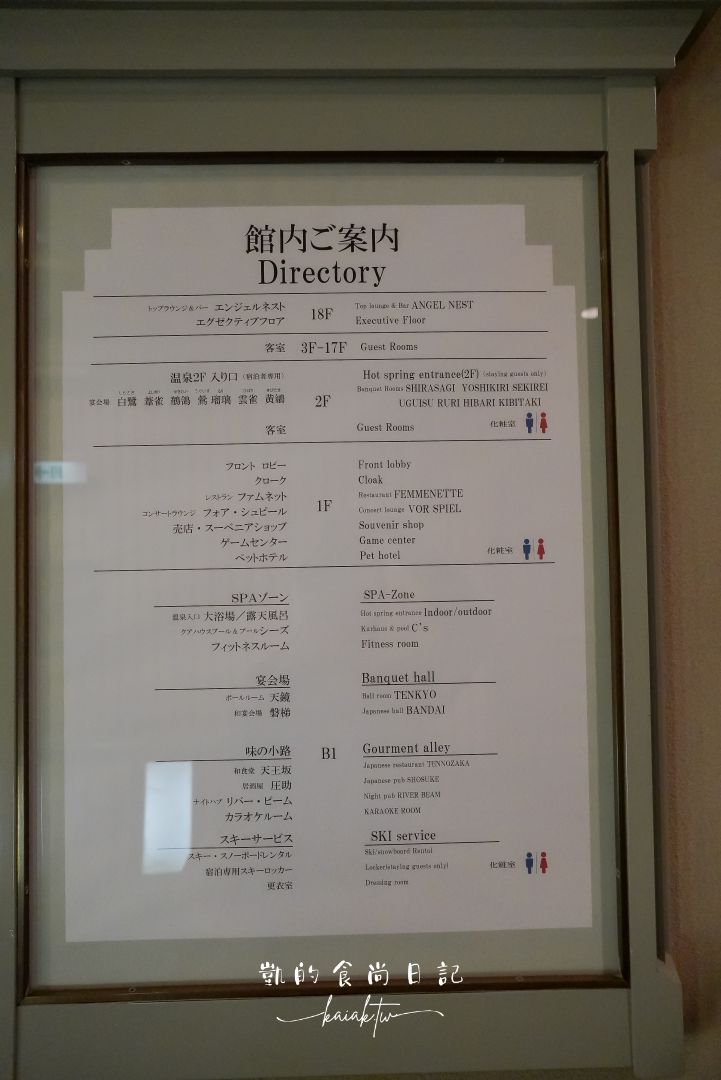 館内ご案内
Directory
トップラウンジ&バー エンジェルネスト 18F Top lounge & Bar ANGEL NEST
エグゼクティブフロア Executive Floor
客室 3F-17F Guest Rooms
温泉2F 入り口 (宿泊者専用) Hot spring entrance(2F) (staying guests only)
宴会場 白鷺 葦雀 鶺鴒 鴬 瑠璃 雲雀 黄鶲 2F Banquet Rooms SHIRASAGI YOSHIKIRI SEKIREI
UGUISU RURI HIBARI KIBITAKI
客室 Guest Rooms 化粧室
フロント ロビー Front lobby
クローク Cloak
レストラン ファムネット 1F Restaurant FEMMENETTE
コンサートラウンジ フォア・シュピール Concert lounge VOR SPIEL
売店・スーベニアショップ Souvenir shop
ゲームセンター Game center
ペットホテル Pet hotel 化粧室
SPAゾーン SPA-Zone
温泉入口 大浴場/露天風呂 Hot spring entrance Indoor/outdoor
クアハウスプール&プール シーズ Kurhaus & pool C's
フィットネスルーム Fitness room
宴会場 Banquet hall
ボールルーム 天鏡 Ball room TENKYO
和宴会場 磐梯 Japanese hall BANDAI
味の小路 B1 Gourment alley
和食堂 天王坂 Japanese restaurant TENNOZAKA
居酒屋 圧助 Japanese pub SHOSUKE
ナイトパブ リバー・ビーム Night pub RIVER BEAM
カラオケルーム KARAOKE ROOM
スキーサービス SKI service
スキー・スノーボードレンタル Ski/snowboard Rental
宿泊専用スキーロッカー Locker(staying guests only) 化粧室
更衣室 Dressing room
凱的食尚日記
kaiak.tw